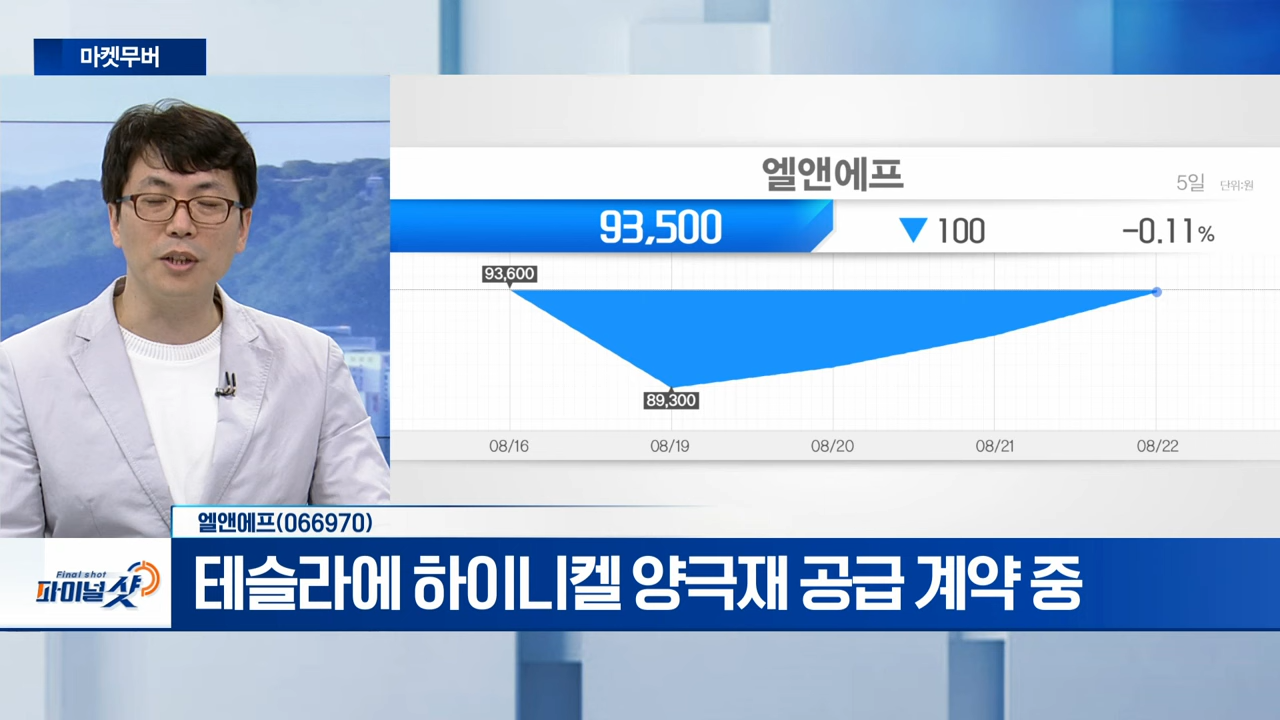 마켓무버
엘앤에프
5일 단위:원
93,500 ▼ 100 -0.11%
93,600
89,300
08/16 08/19 08/20 08/21 08/22
엘앤에프(066970)
Final shot
파이널샷
테슬라에 하이니켈 양극재 공급 계약 중